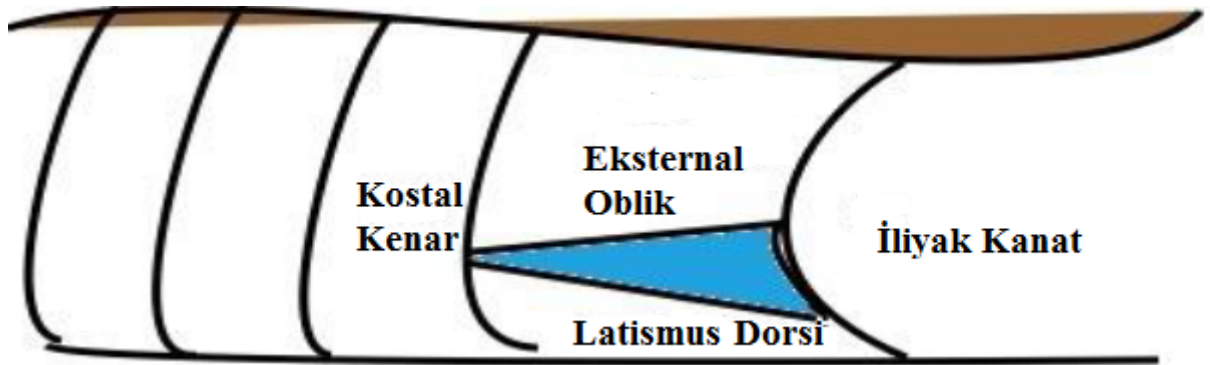 Eksternal
Oblik
Kostal
Kenar
İliyak Kanat
Latismus Dorsi